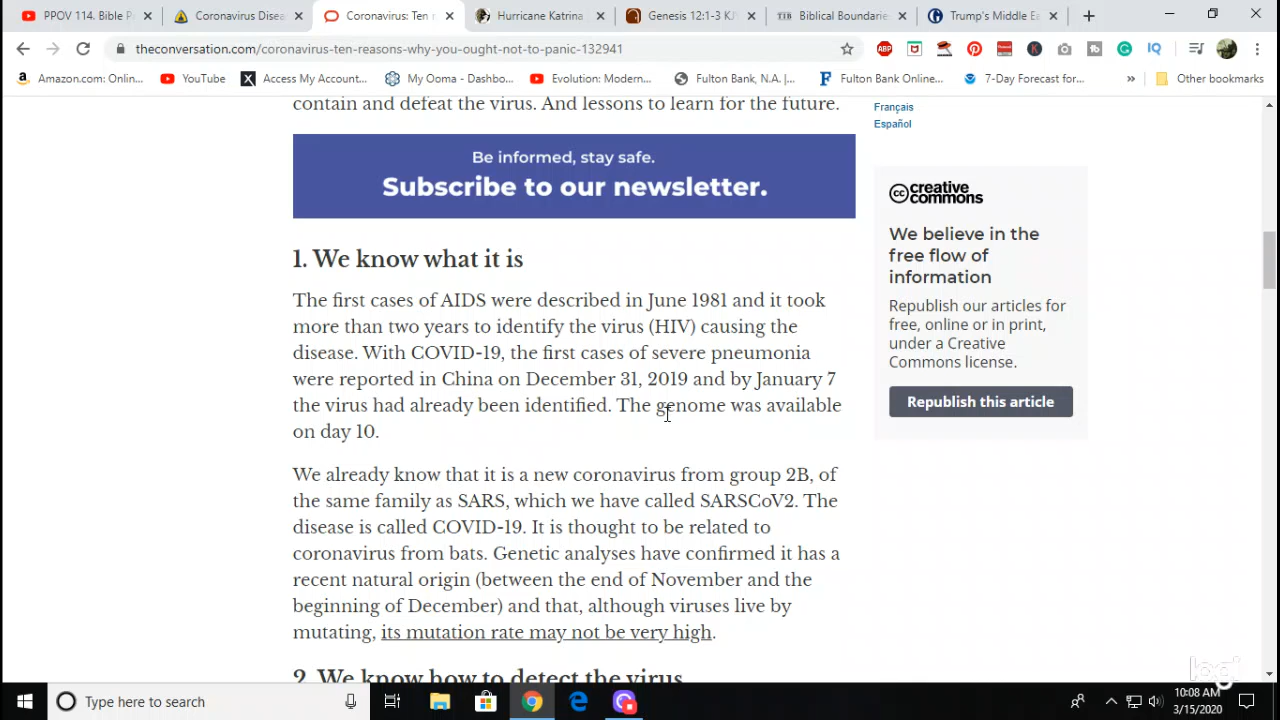 PPOV 114. Bible P
Coronavirus Disea
Coronavirus: Ten r
Hurricane Katrina
Genesis 12:1-3 KJ
TIB
Biblical Boundarie
Trump's Middle Ea
theconversation.com/coronavirus-ten-reasons-why-you-ought-not-to-panic-132941
ABP
IQ
Amazon.com: Onlin...
YouTube
Access My Account...
My Ooma - Dashbo...
Evolution: Modern...
Fulton Bank, N.A. |...
Fulton Bank Online...
7-Day Forecast for...
»
Other bookmarks
contain and defeat the virus. And lessons to learn for the future.
Français
Español
Be informed, stay safe.
Subscribe to our newsletter.
1. We know what it is
The first cases of AIDS were described in June 1981 and it took
more than two years to identify the virus (HIV) causing the
disease. With COVID-19, the first cases of severe pneumonia
were reported in China on December 31, 2019 and by January 7
the virus had already been identified. The genome was available
on day 10.
We already know that it is a new coronavirus from group 2B, of
the same family as SARS, which we have called SARSCoV2. The
disease is called COVID-19. It is thought to be related to
coronavirus from bats. Genetic analyses have confirmed it has a
recent natural origin (between the end of November and the
beginning of December) and that, although viruses live by
mutating, its mutation rate may not be very high.
2. We know how to detect the virus
cc creative
commons
We believe in the
free flow of
information
Republish our articles for
free, online or in print,
under a Creative
Commons license.
Republish this article
Type here to search
10:08 AM
3/15/2020